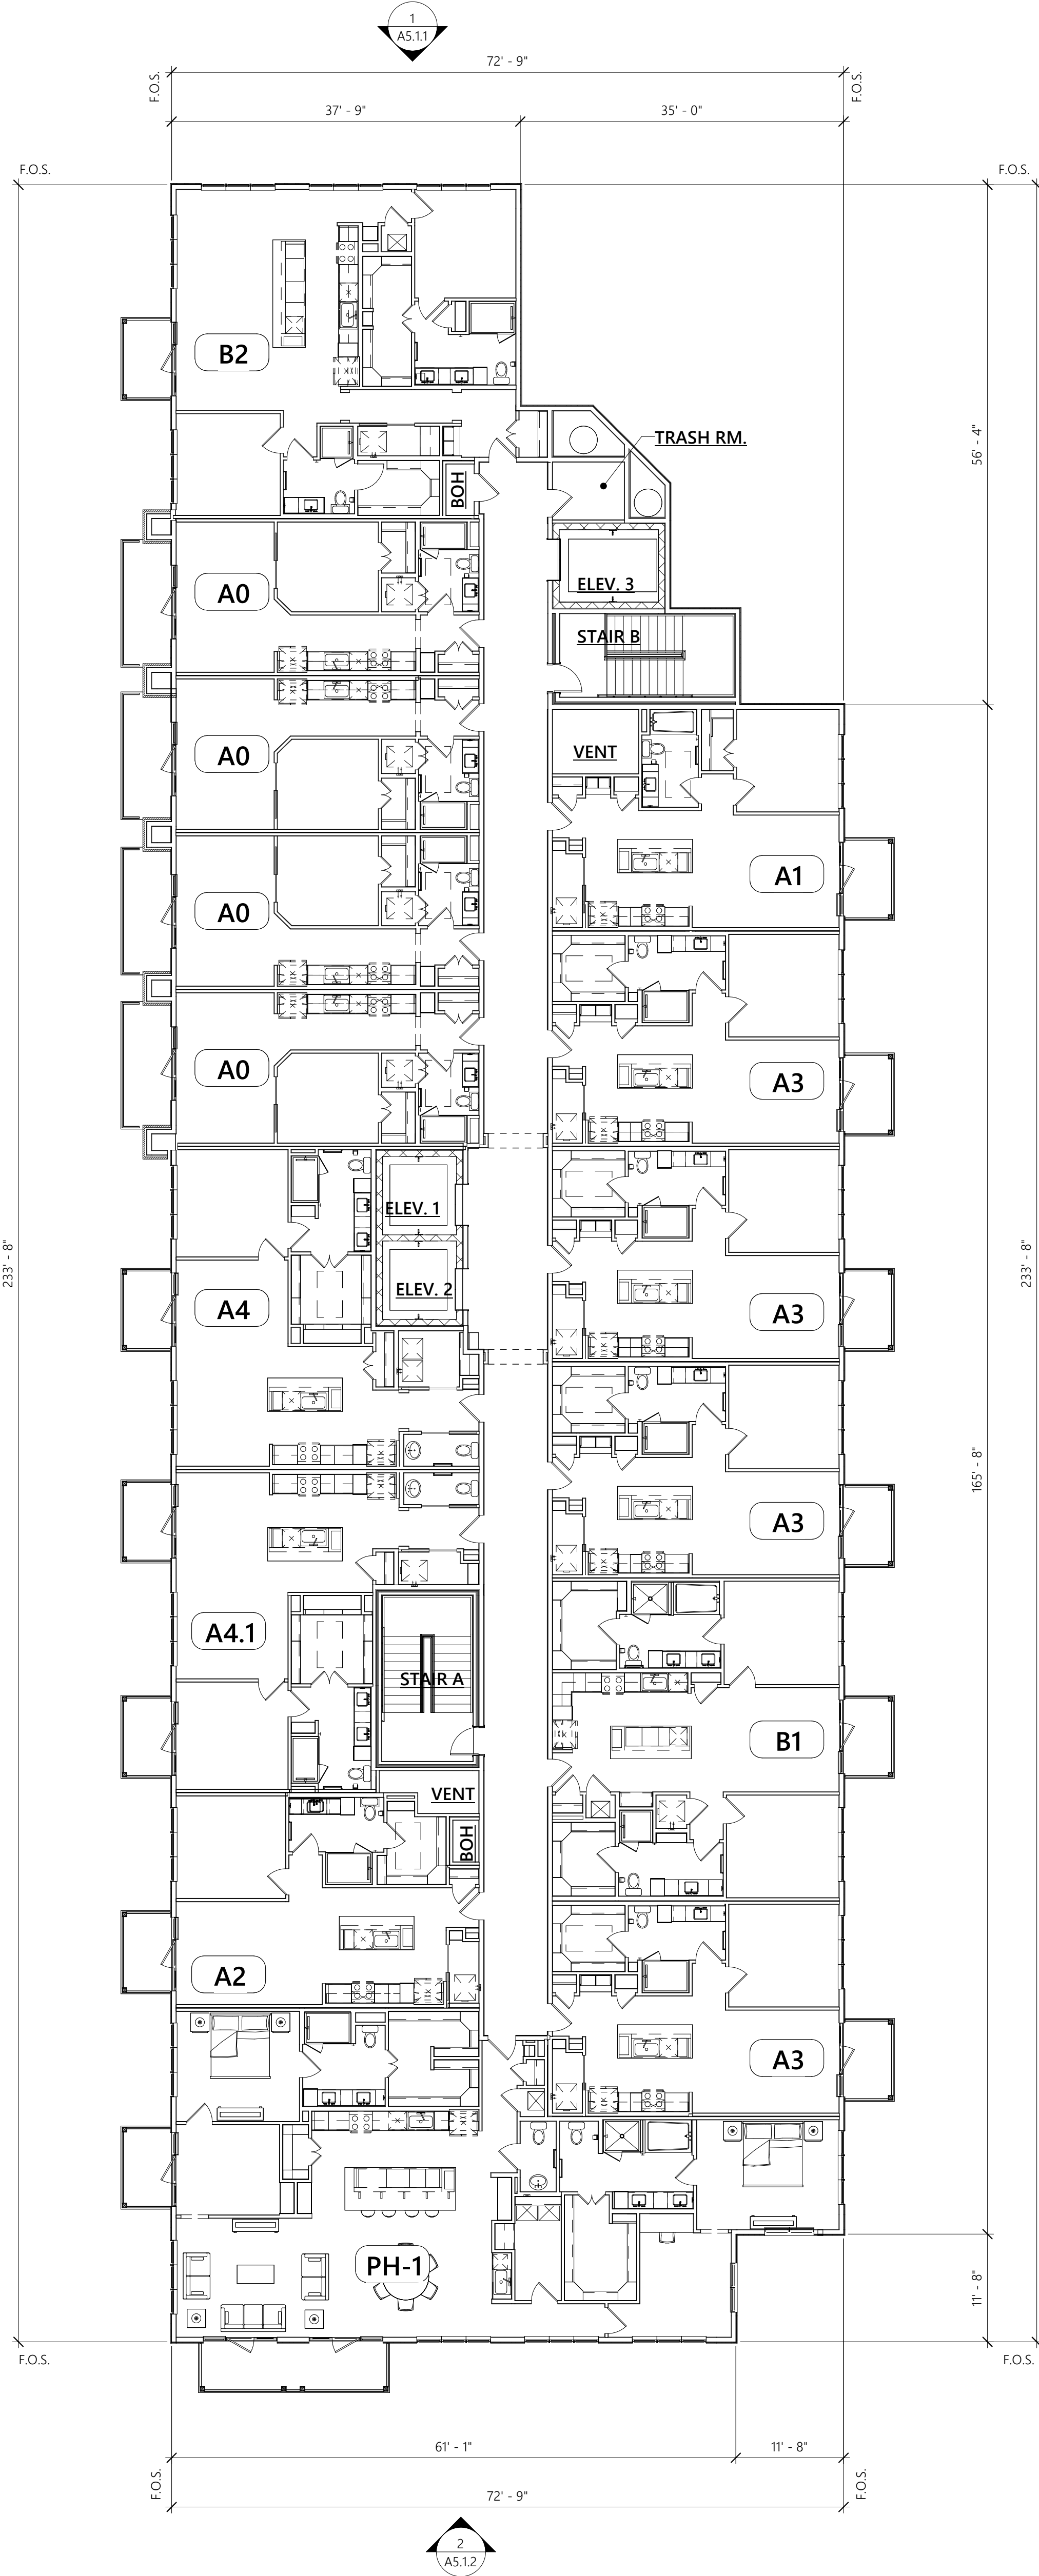 1
A5.1.1
72' - 9"
F.O.S.
F.O.S.
37' - 9"
35' - 0"
F.O.S.
F.O.S.
B2
TRASH RM.
56' - 4"
BOH
A0
ELEV. 3
STAIR B
A0
VENT
A1
A0
A0
A3
ELEV. 1
233' - 8"
233' - 8"
ELEV. 2
A4
A3
165' - 8"
A3
A4.1
STAIR A
B1
VENT
BOH
A2
A3
PH-1
11' - 8"
F.O.S.
F.O.S.
61' - 1"
11' - 8"
F.O.S.
F.O.S.
72' - 9"
2
A5.1.2